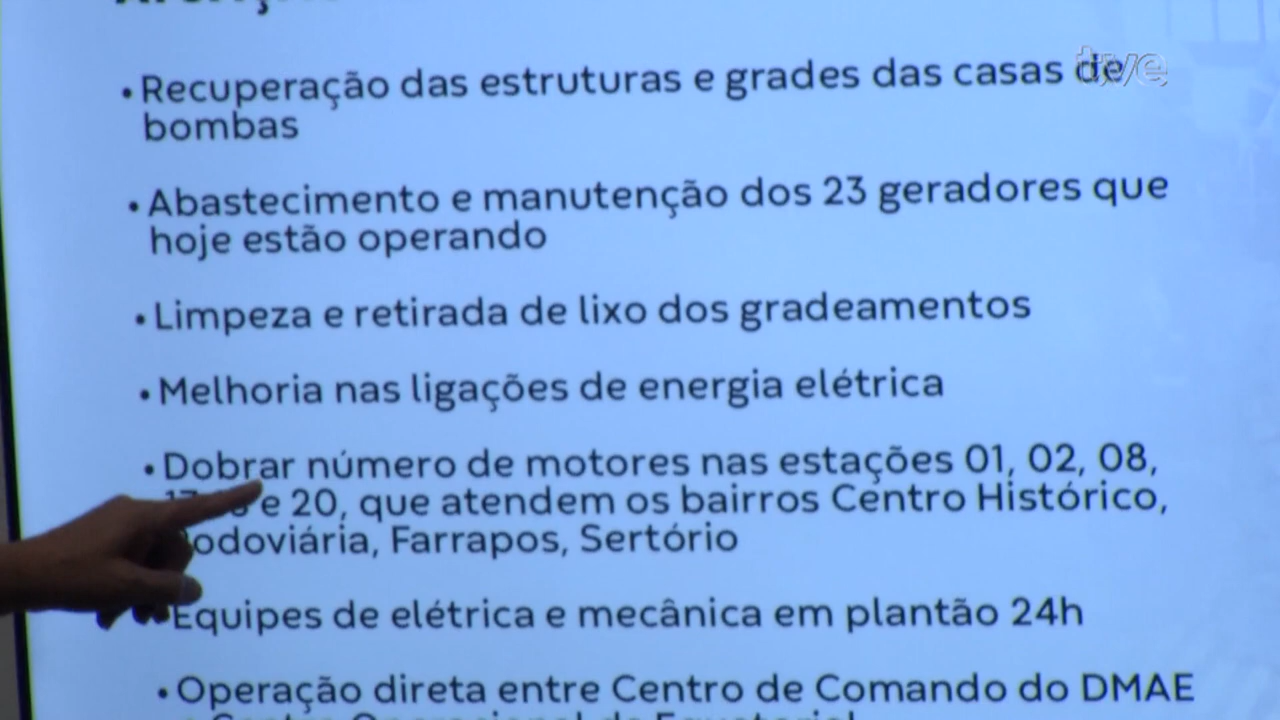 • Recuperação das estruturas e grades das casas de
bombas
tve
• Abastecimento e manutenção dos 23 geradores que
hoje estão operando
• Limpeza e retirada de lixo dos gradeamentos
• Melhoria nas ligações de energia elétrica
• Dobrar número de motores nas estações 01, 02, 08,
e 20, que atendem os bairros Centro Histórico,
Rodoviária, Farrapos, Sertório
Equipes de elétrica e mecânica em plantão 24h
• Operação direta entre Centro de Comando do DMAE